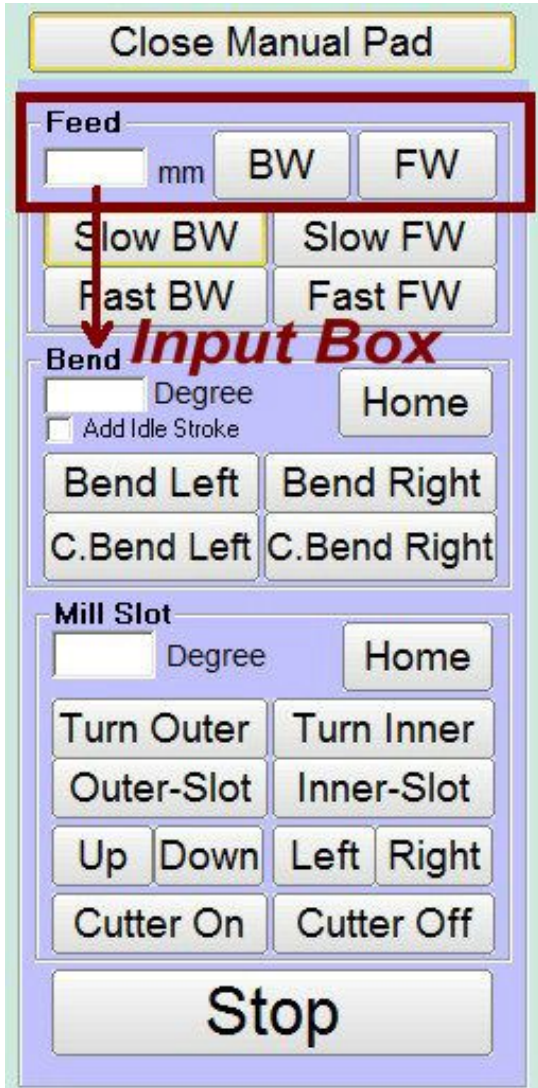 Close Manual Pad
Feed
mm BW FW
Slow BW Slow FW
Fast BW Fast FW
Input Box
Bend
Degree Home
Add Idle Stroke
Bend Left Bend Right
C.Bend Left C.Bend Right
Mill Slot
Degree Home
Turn Outer Turn Inner
Outer-Slot Inner-Slot
Up Down Left Right
Cutter On Cutter Off
Stop